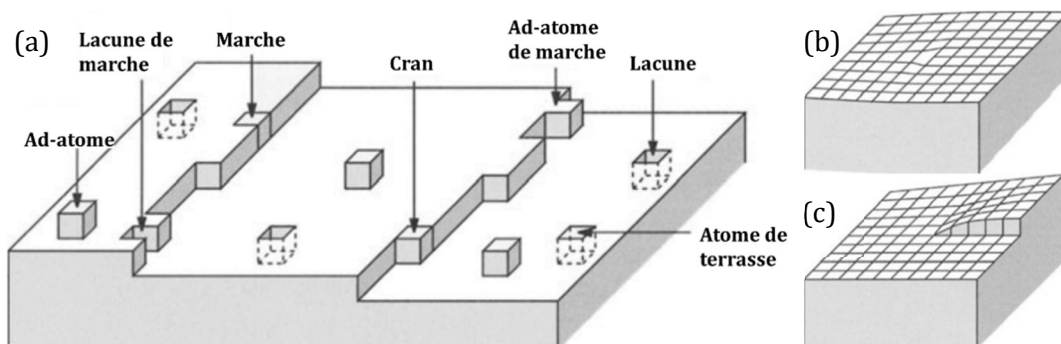 (a)
Lacune de
marche
Marche
Ad-atome
de marche
Cran
Lacune
Ad-atome
Atome de
terrasse
(b)
(c)